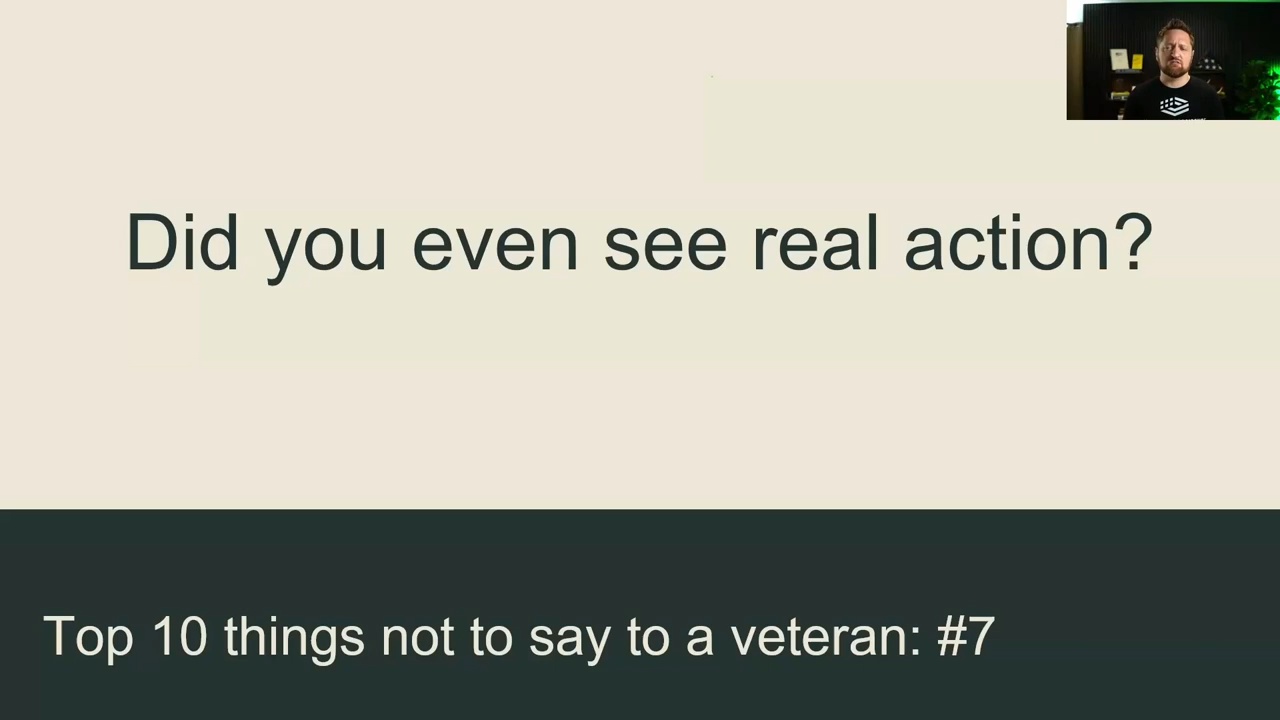 Did you even see real action?
Top 10 things not to say to a veteran: #7